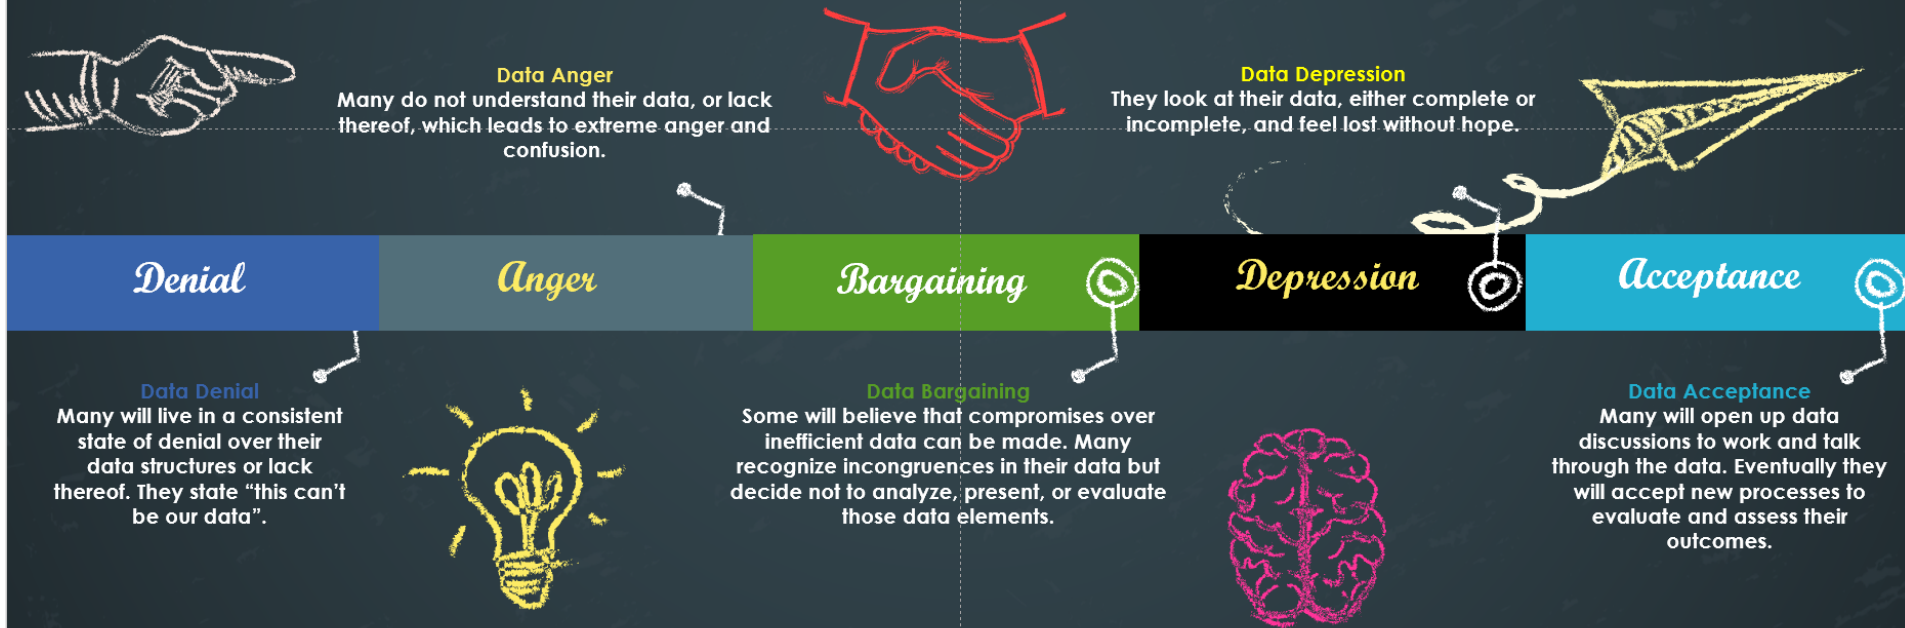 Data Anger
Many do not understand their data, or lack
thereof, which leads to extreme anger and
confusion.
Data Depression
They look at their data, either complete or
incomplete, and feel lost without hope.
Denial
Anger
Bargaining
Depression
Acceptance
Data Denial
Many will live in a consistent
state of denial over their
data structures or lack
thereof. They state “this can’t
be our data”.
Data Bargaining
Some will believe that compromises over
inefficient data can be made. Many
recognize incongruences in their data but
decide not to analyze, present, or evaluate
those data elements.
Data Acceptance
Many will open up data
discussions to work and talk
through the data. Eventually they
will accept new processes to
evaluate and assess their
outcomes.